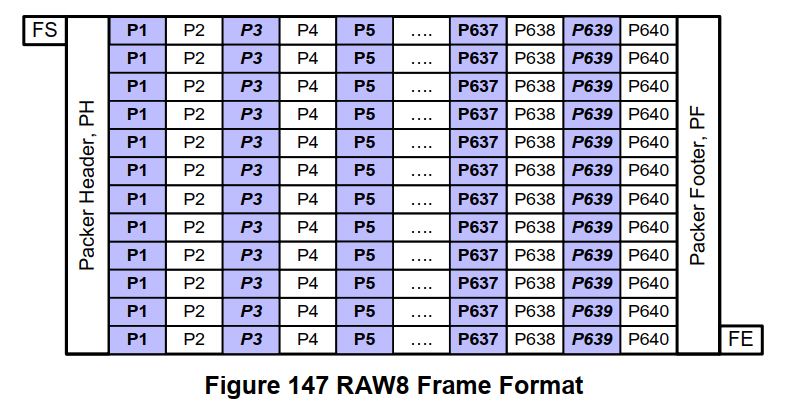 FS P1 P2 P3 P4 P5 .... P637 P638 P639 P640
P1 P2 P3 P4 P5 .... P637 P638 P639 P640
P1 P2 P3 P4 P5 .... P637 P638 P639 P640
P1 P2 P3 P4 P5 .... P637 P638 P639 P640
P1 P2 P3 P4 P5 .... P637 P638 P639 P640
P1 P2 P3 P4 P5 .... P637 P638 P639 P640
P1 P2 P3 P4 P5 .... P637 P638 P639 P640
P1 P2 P3 P4 P5 .... P637 P638 P639 P640
P1 P2 P3 P4 P5 .... P637 P638 P639 P640
P1 P2 P3 P4 P5 .... P637 P638 P639 P640
P1 P2 P3 P4 P5 .... P637 P638 P639 P640
P1 P2 P3 P4 P5 .... P637 P638 P639 P640 FE
Packer Header, PH
Packer Footer, PF
Figure 147 RAW8 Frame Format